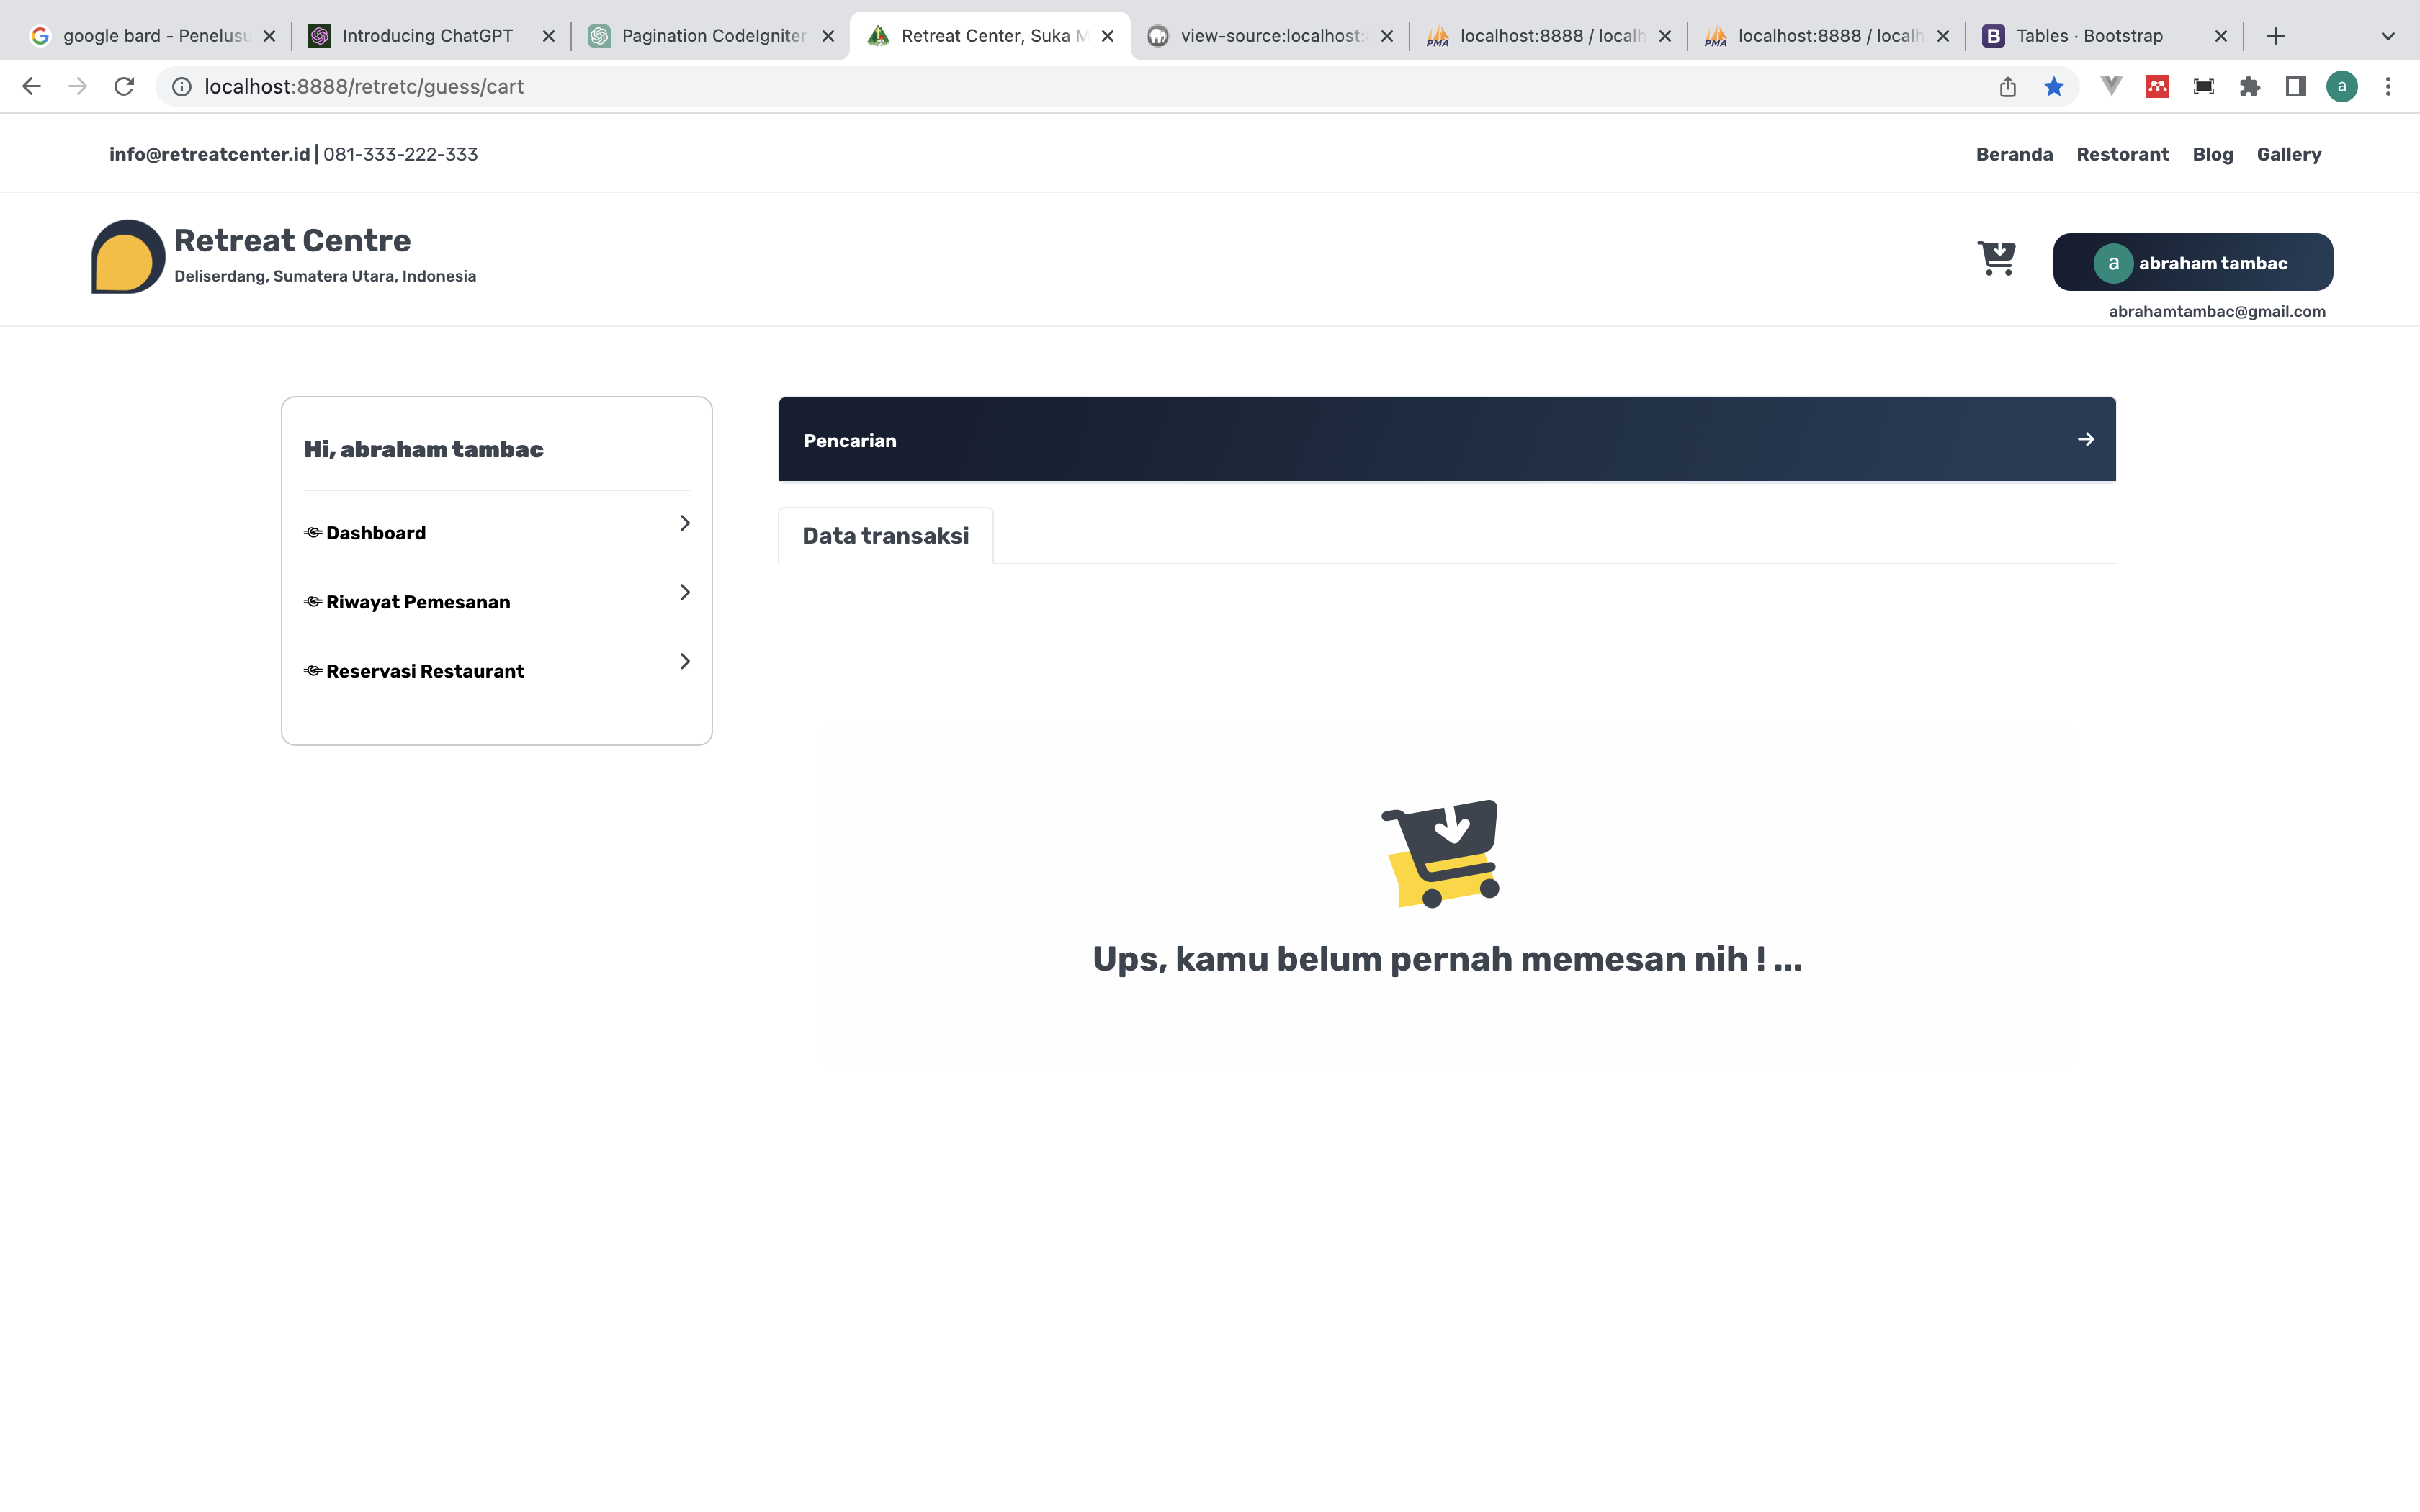 google bard - Penelusu
Introducing ChatGPT
Pagination CodeIgniter
Retreat Center, Suka M
view-source:localhost:
PMA localhost:8888 / localh
PMA localhost:8888 / localh
B Tables · Bootstrap
localhost:8888/retretc/guess/cart
a
info@retreatcenter.id | 081-333-222-333
Beranda Restorant Blog Gallery
Retreat Centre
Deliserdang, Sumatera Utara, Indonesia
a abraham tambac
abrahamtambac@gmail.com
Hi, abraham tambac
Dashboard
Riwayat Pemesanan
Reservasi Restaurant
Pencarian
Data transaksi
Ups, kamu belum pernah memesan nih ! ...